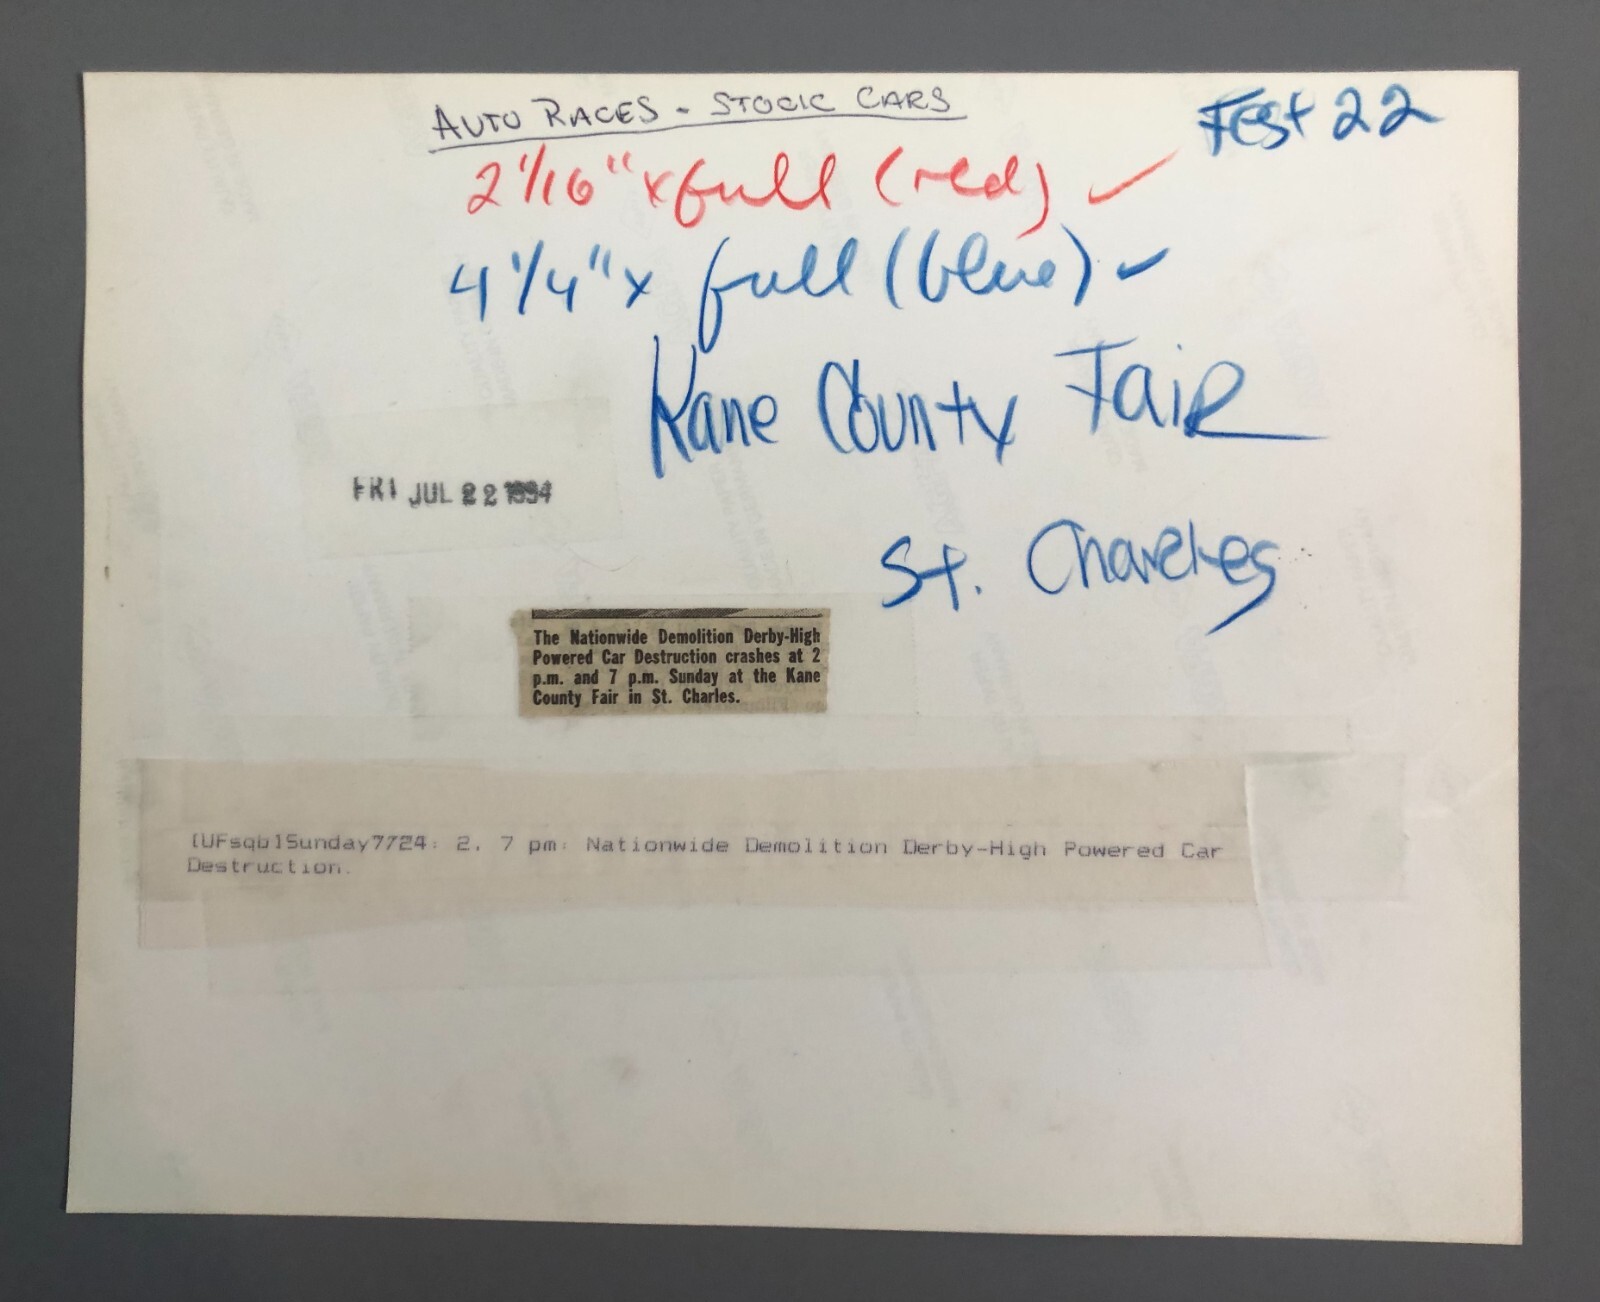 AUTO RACES - STOCK CARS
Fest 22
2 1/16" x full (red) ✓
4 1/4" x full (blue) ✓
Kane County Fair
FRI JUL 22 1994
St. Charles
The Nationwide Demolition Derby-High
Powered Car Destruction crashes at 2
p.m. and 7 p.m. Sunday at the Kane
County Fair in St. Charles.
[UFsqb]Sunday7724: 2, 7 pm: Nationwide Demolition Derby-High Powered Car
Destruction.